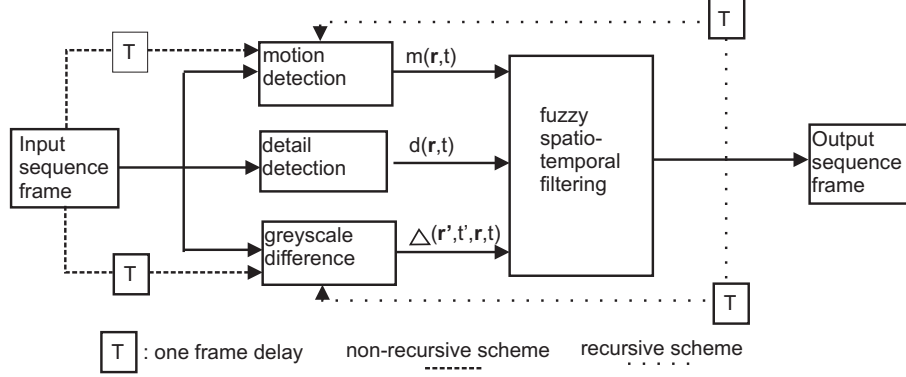 T
T
motion
detection
m(r,t)
Input
sequence
frame
detail
detection
d(r,t)
fuzzy
spatio-
temporal
filtering
Output
sequence
frame
greyscale
difference
△(r',t',r,t)
T
T
T : one frame delay
non-recursive scheme
recursive scheme